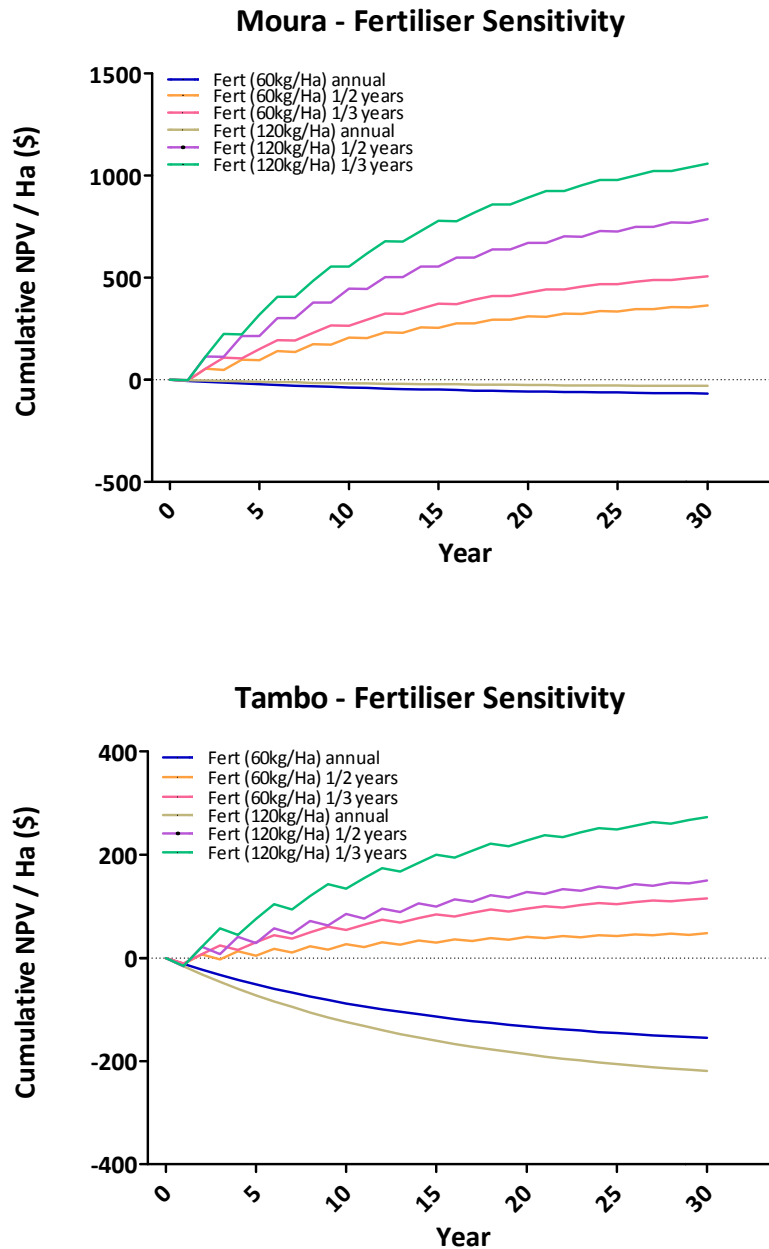 Moura - Fertiliser Sensitivity
Cumulative NPV / Ha ($)
1500
1000
500
0
-500
Fert (60kg/Ha) annual
Fert (60kg/Ha) 1/2 years
Fert (60kg/Ha) 1/3 years
Fert (120kg/Ha) annual
Fert (120kg/Ha) 1/2 years
Fert (120kg/Ha) 1/3 years
0 5 10 15 20 25 30
Year
Tambo - Fertiliser Sensitivity
Cumulative NPV / Ha ($)
400
200
0
-200
-400
Fert (60kg/Ha) annual
Fert (60kg/Ha) 1/2 years
Fert (60kg/Ha) 1/3 years
Fert (120kg/Ha) annual
Fert (120kg/Ha) 1/2 years
Fert (120kg/Ha) 1/3 years
0 5 10 15 20 25 30
Year